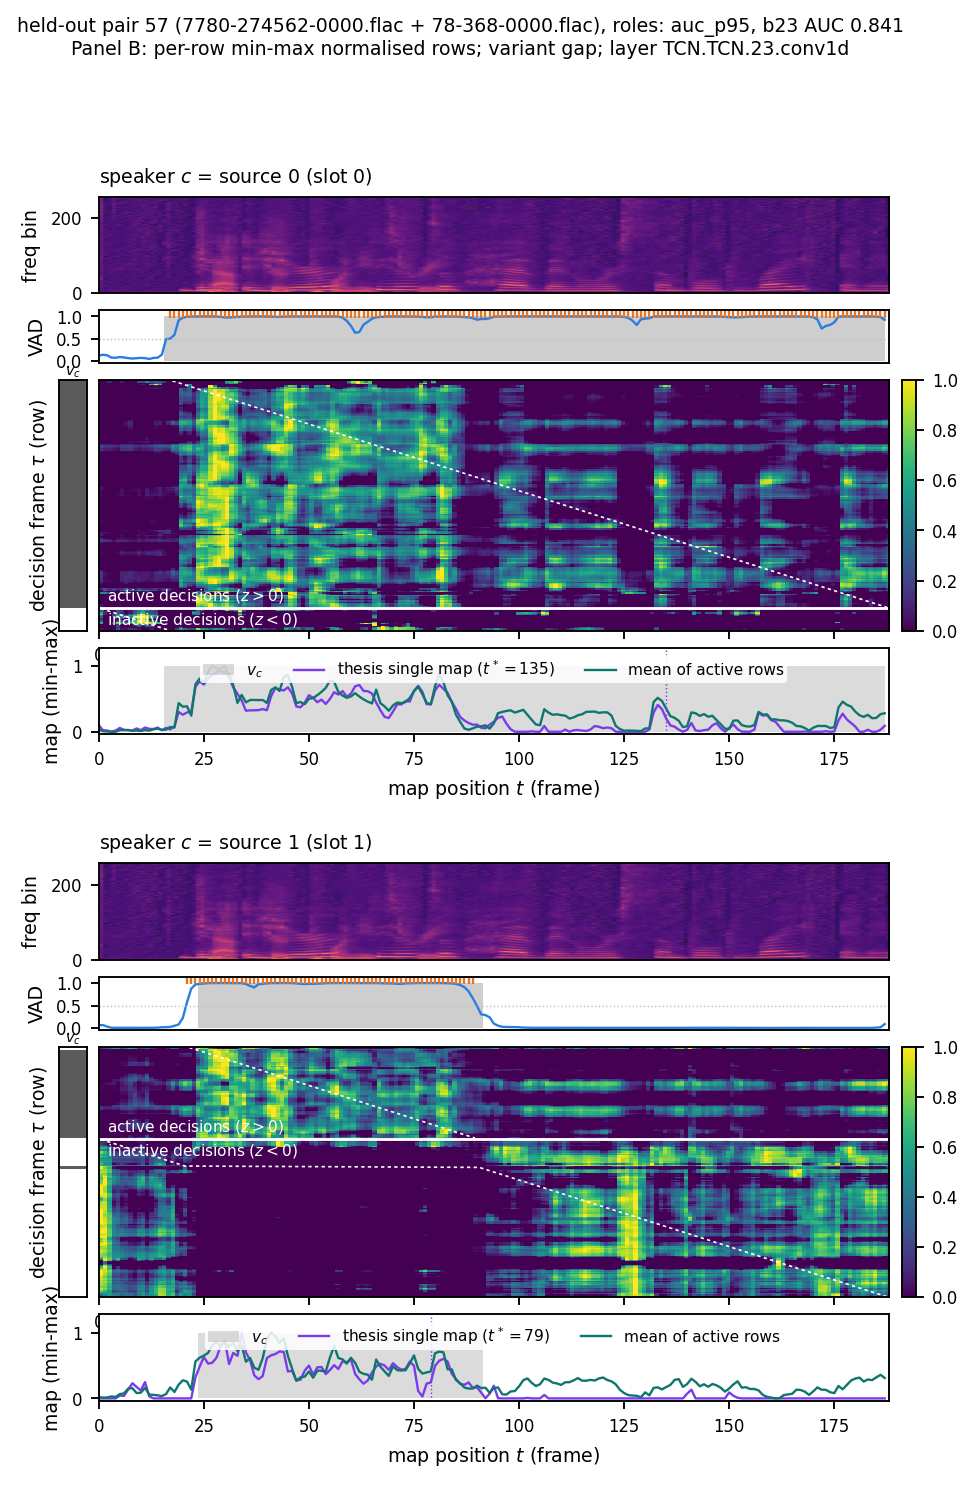 held-out pair 57 (7780-274562-0000.flac + 78-368-0000.flac), roles: auc_p95, b23 AUC 0.841
Panel B: per-row min-max normalised rows; variant gap; layer TCN.TCN.23.conv1d
speaker c = source 0 (slot 0)
freq bin
200
0
VAD
1.0
0.5
0.0
v_c
decision frame τ (row)
active decisions (z > 0)
inactive decisions (z < 0)
1.0
0.8
0.6
0.4
0.2
0.0
map (min-max)
1
0
v_c
thesis single map (t* = 135)
mean of active rows
0 25 50 75 100 125 150 175
map position t (frame)
speaker c = source 1 (slot 1)
freq bin
200
0
VAD
1.0
0.5
0.0
v_c
decision frame τ (row)
active decisions (z > 0)
inactive decisions (z < 0)
1.0
0.8
0.6
0.4
0.2
0.0
map (min-max)
1
0
v_c
thesis single map (t* = 79)
mean of active rows
0 25 50 75 100 125 150 175
map position t (frame)